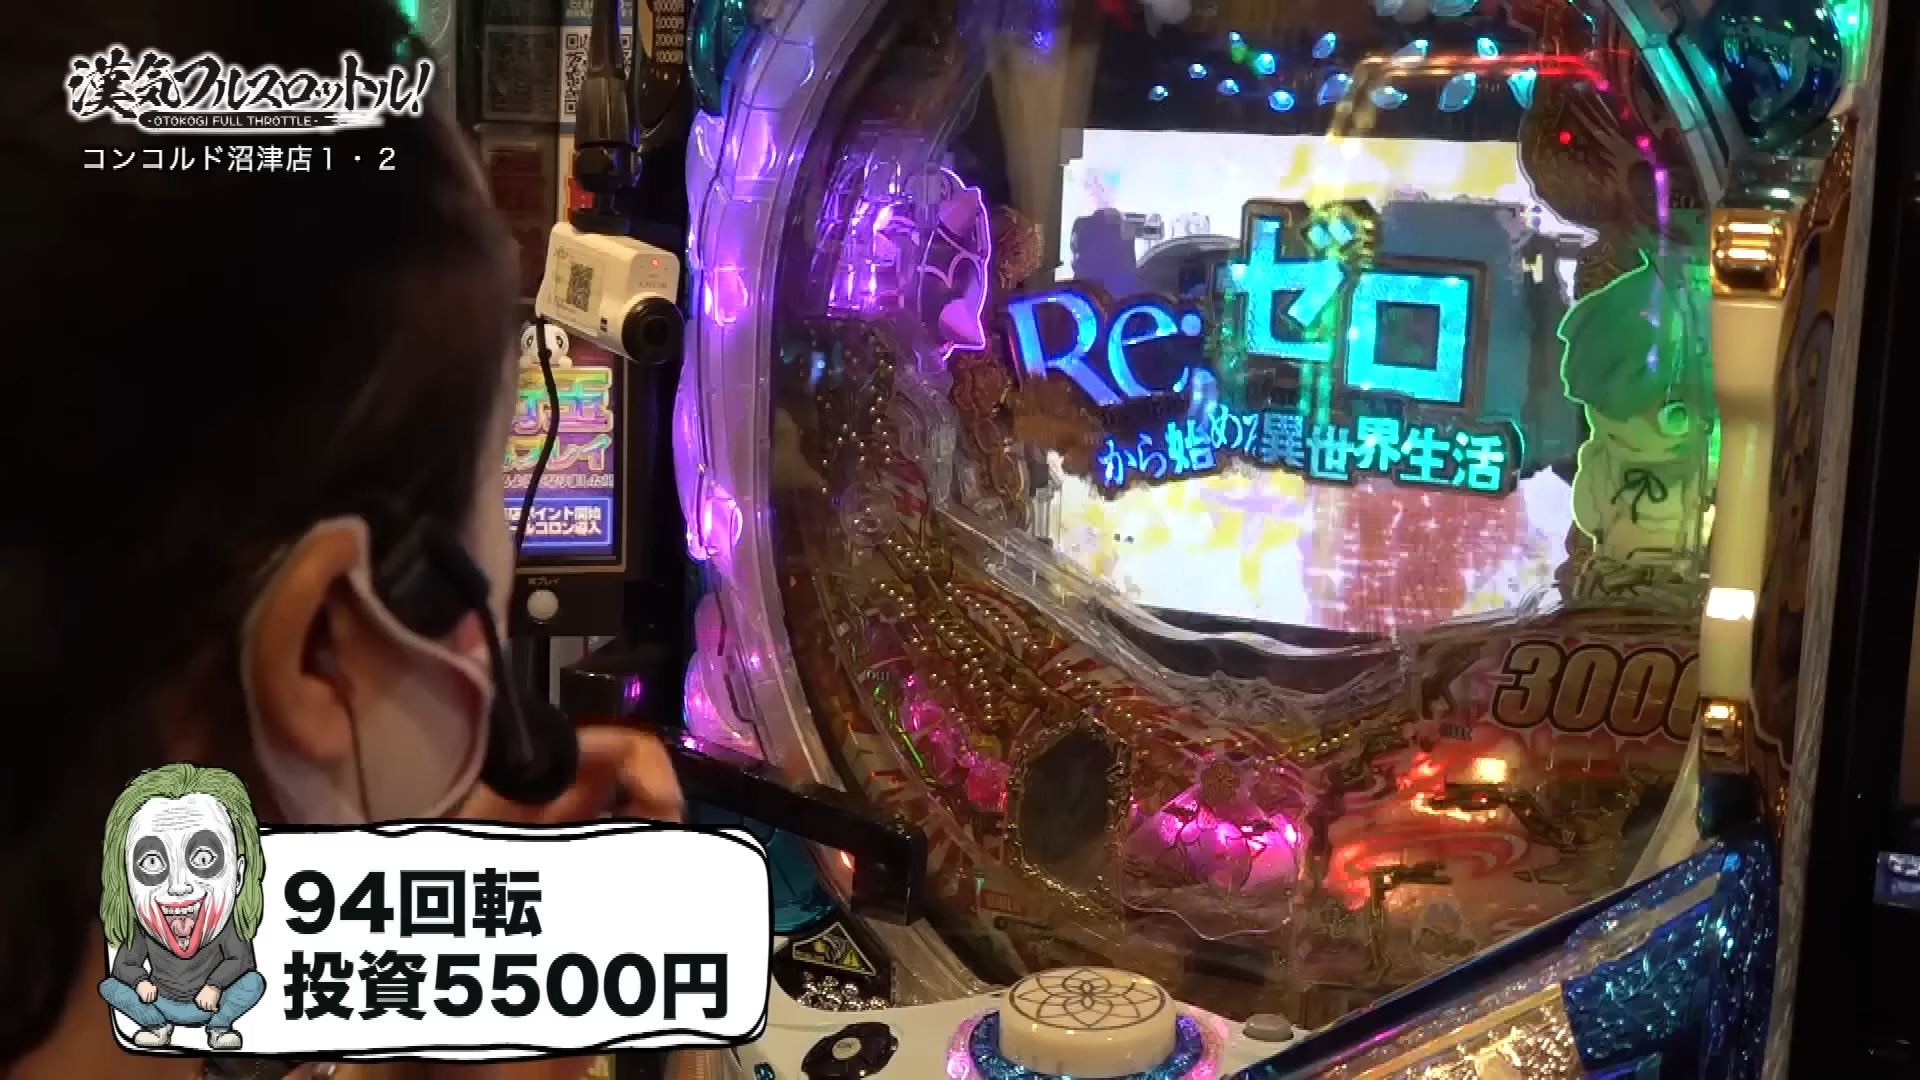 漢気フルスロットル!
-OTOKOGI FULL THROTTLE-
コンコルド沼津店1・2
Re:ゼロ
から始める異世界生活
3000
94回転
投資5500円